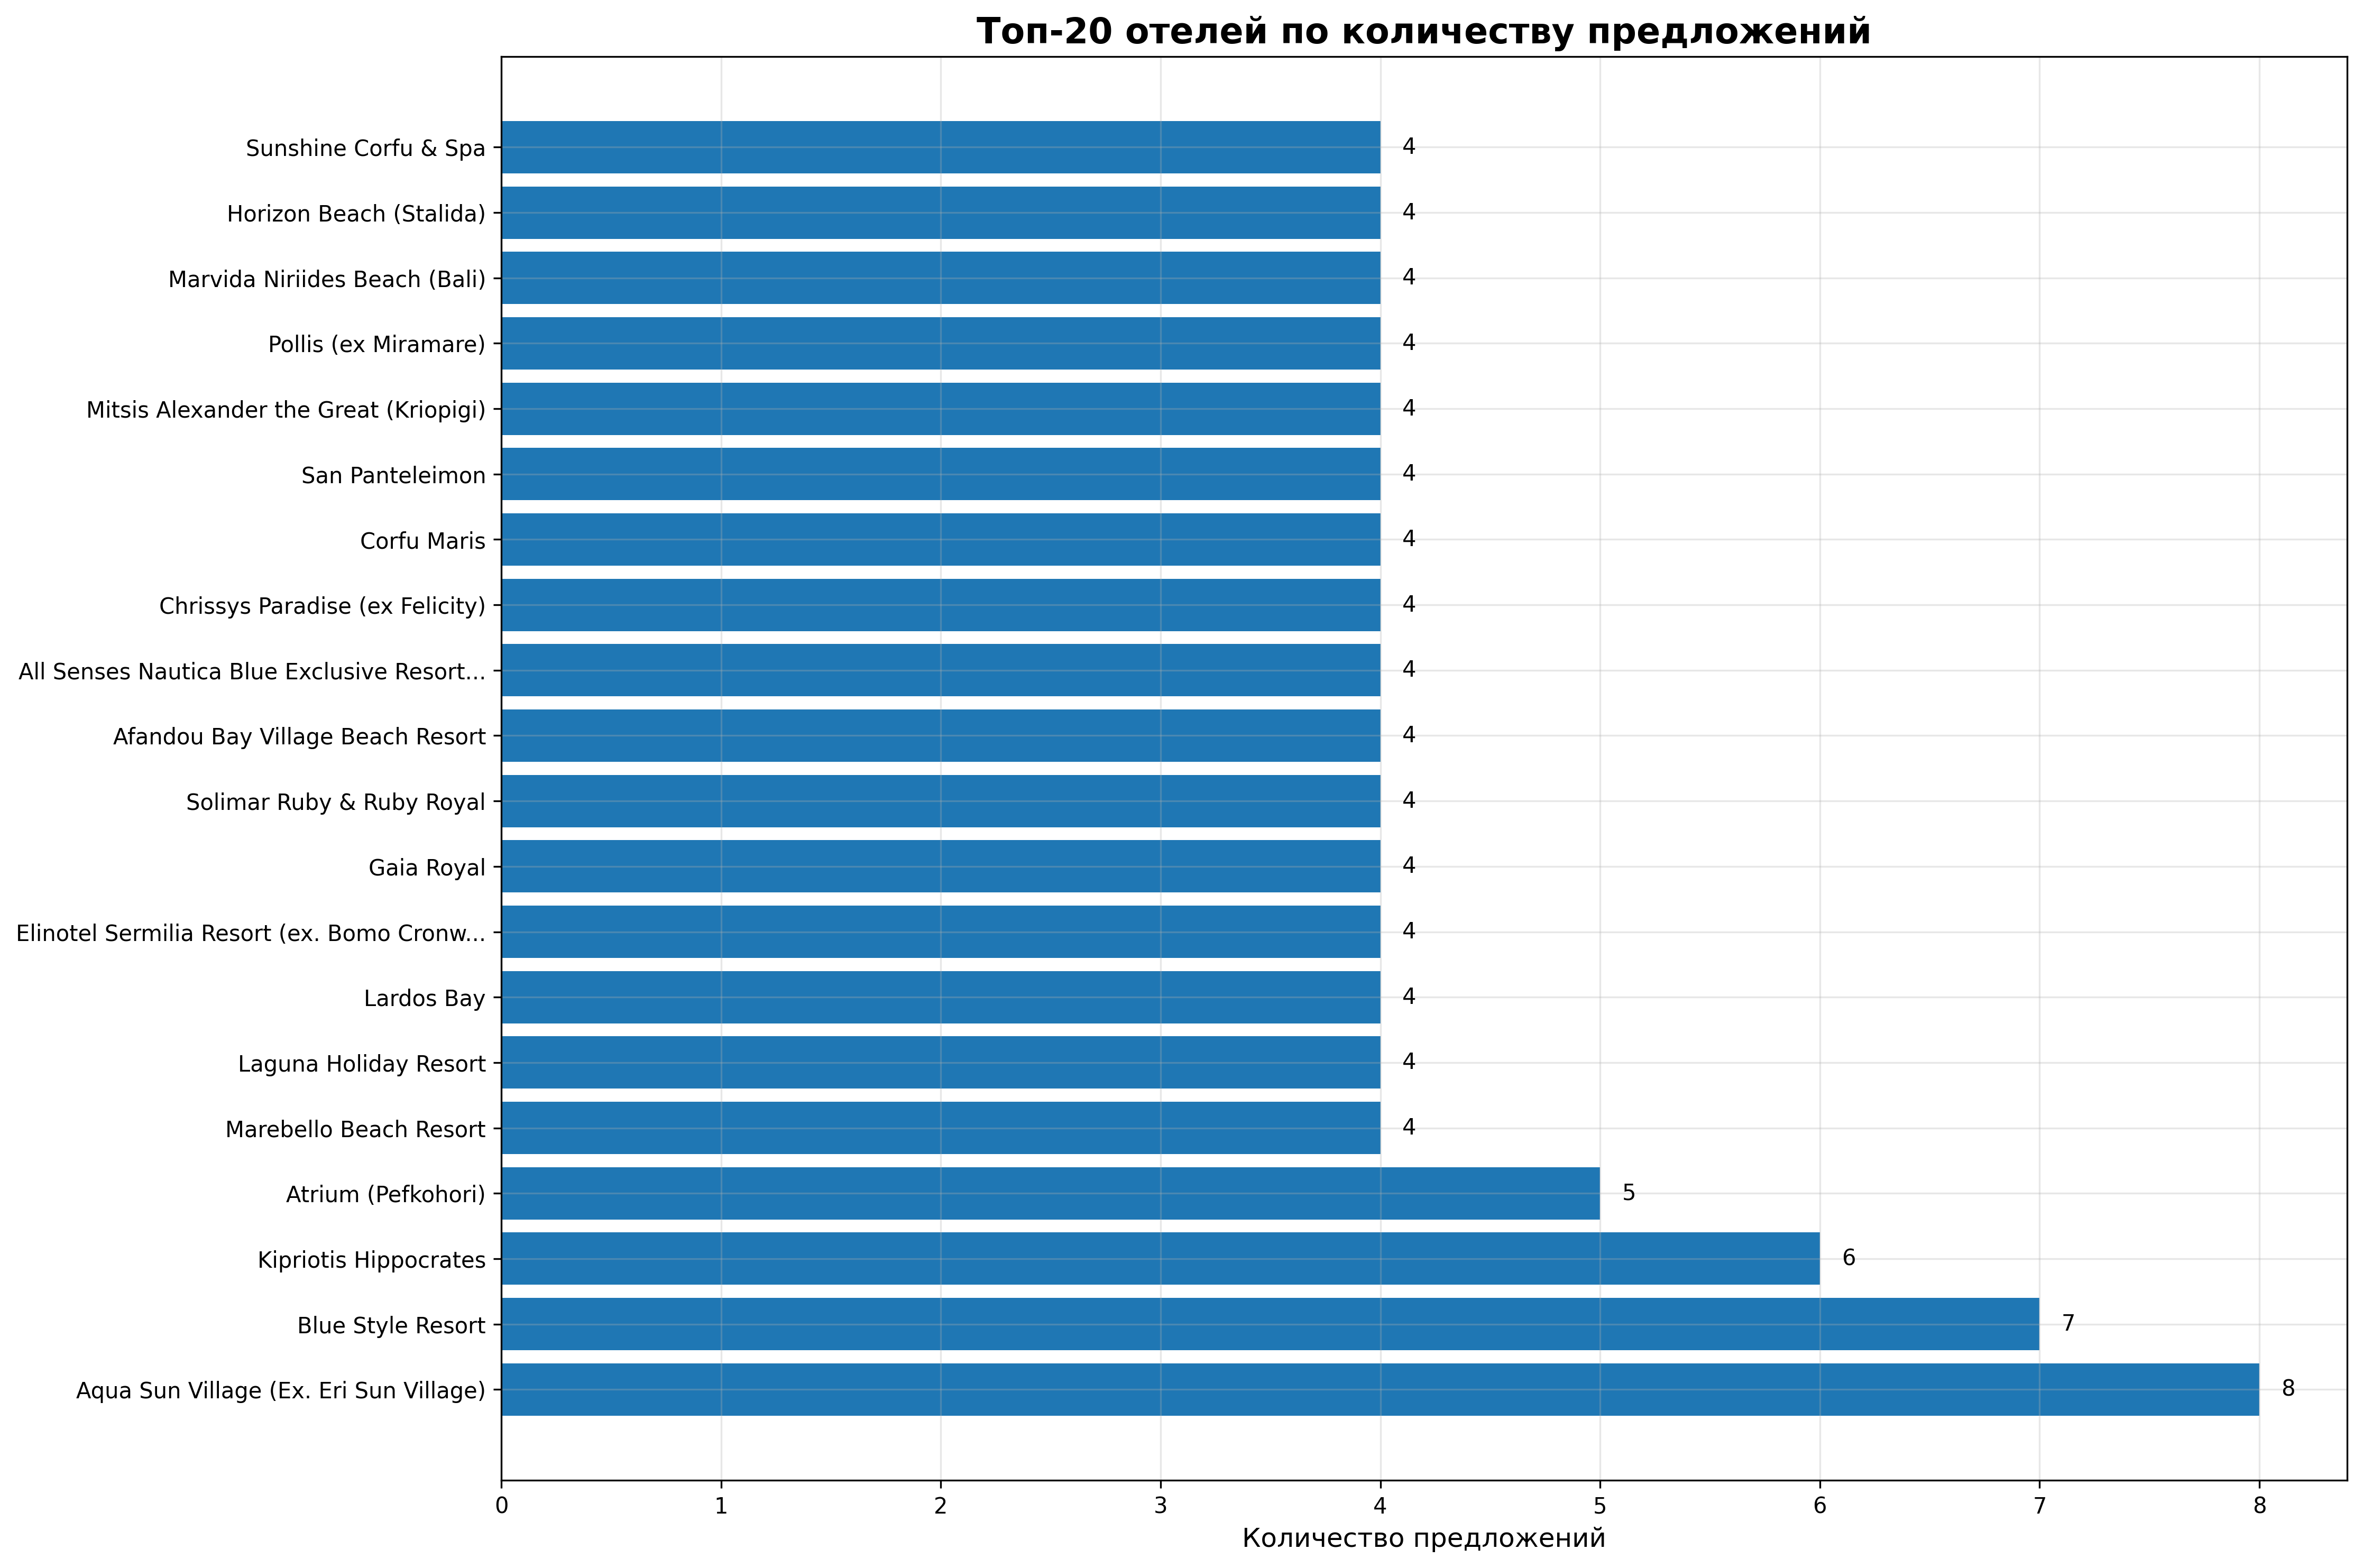 Топ-20 отелей по количеству предложений
Sunshine Corfu & Spa 4
Horizon Beach (Stalida) 4
Marvida Niriides Beach (Bali) 4
Pollis (ex Miramare) 4
Mitsis Alexander the Great (Kriopigi) 4
San Panteleimon 4
Corfu Maris 4
Chrissys Paradise (ex Felicity) 4
All Senses Nautica Blue Exclusive Resort... 4
Afandou Bay Village Beach Resort 4
Solimar Ruby & Ruby Royal 4
Gaia Royal 4
Elinotel Sermilia Resort (ex. Bomo Cronw... 4
Lardos Bay 4
Laguna Holiday Resort 4
Marebello Beach Resort 4
Atrium (Pefkohori) 5
Kipriotis Hippocrates 6
Blue Style Resort 7
Aqua Sun Village (Ex. Eri Sun Village) 8
0 1 2 3 4 5 6 7 8
Количество предложений